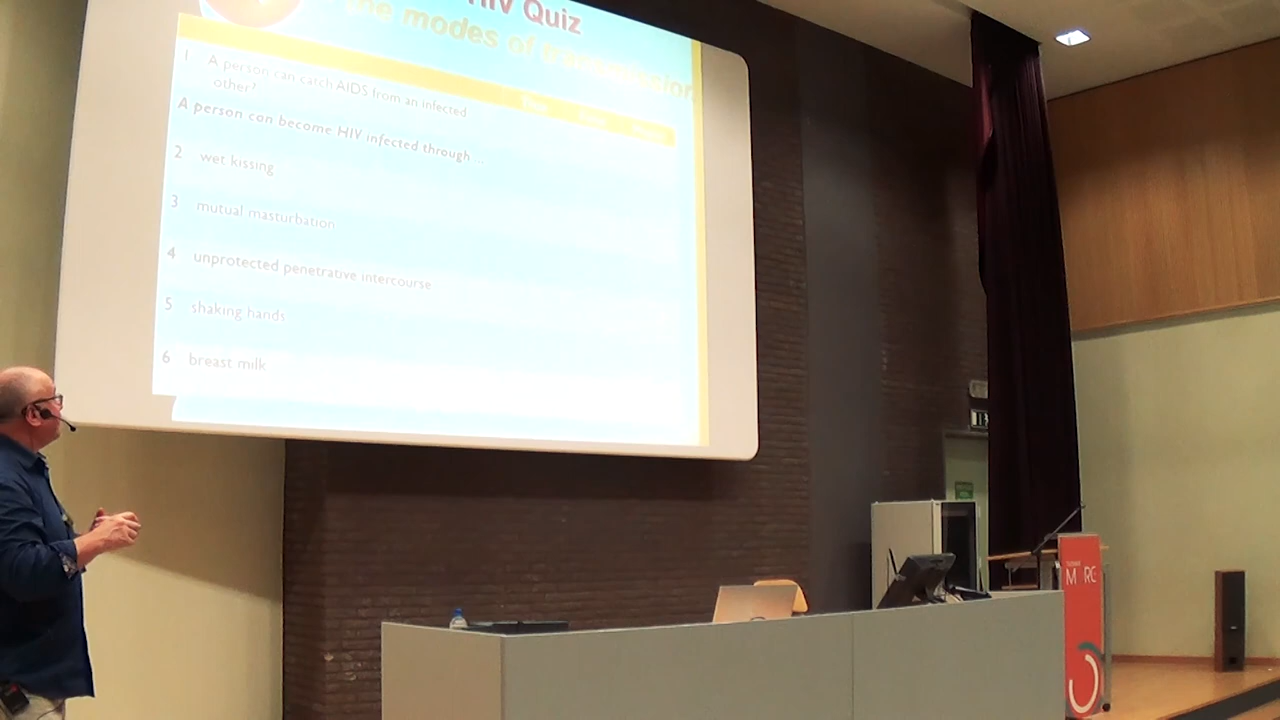 HIV Quiz
the modes of transmission
1 A person can catch AIDS from an infected
other?
A person can become HIV infected through ...
2 wet kissing
3 mutual masturbation
4 unprotected penetrative intercourse
5 shaking hands
6 breast milk